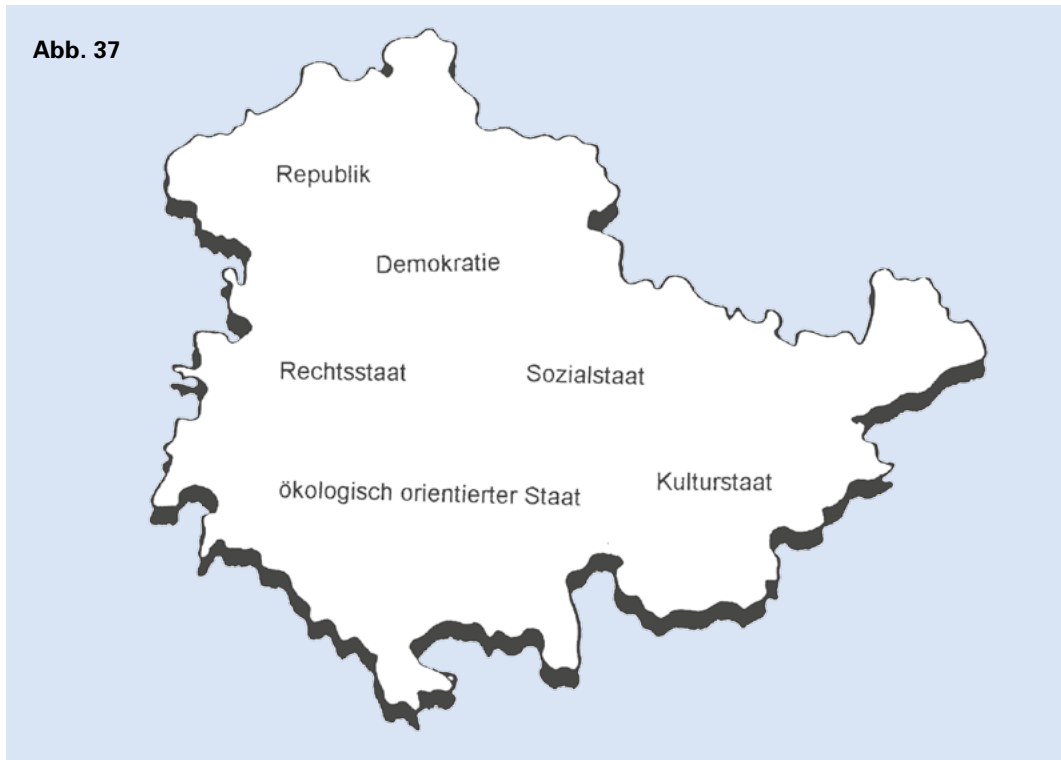 Abb. 37
Republik
Demokratie
Rechtsstaat Sozialstaat
ökologisch orientierter Staat Kulturstaat